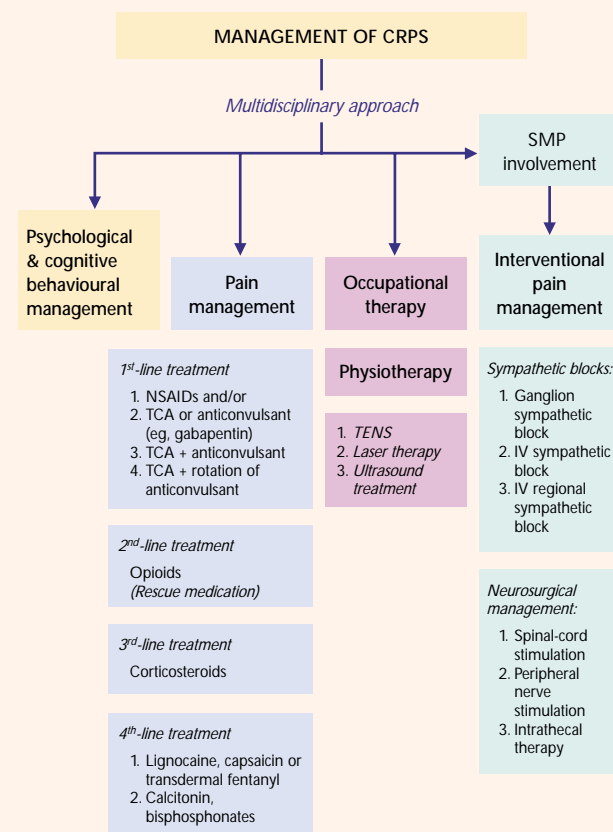 MANAGEMENT OF CRPS
Multidisciplinary approach
SMP
involvement
Psychological
& cognitive
behavioural
management
Pain
management
Occupational
therapy
Interventional
pain
management
1st-line treatment
1. NSAIDs and/or
2. TCA or anticonvulsant
(eg, gabapentin)
3. TCA + anticonvulsant
4. TCA + rotation of
anticonvulsant
2nd-line treatment
Opioids
(Rescue medication)
3rd-line treatment
Corticosteroids
4th-line treatment
1. Lignocaine, capsaicin or
transdermal fentanyl
2. Calcitonin,
bisphosphonates
Physiotherapy
1. TENS
2. Laser therapy
3. Ultrasound
treatment
Sympathetic blocks:
1. Ganglion
sympathetic
block
2. IV sympathetic
block
3. IV regional
sympathetic
block
Neurosurgical
management:
1. Spinal-cord
stimulation
2. Peripheral
nerve
stimulation
3. Intrathecal
therapy